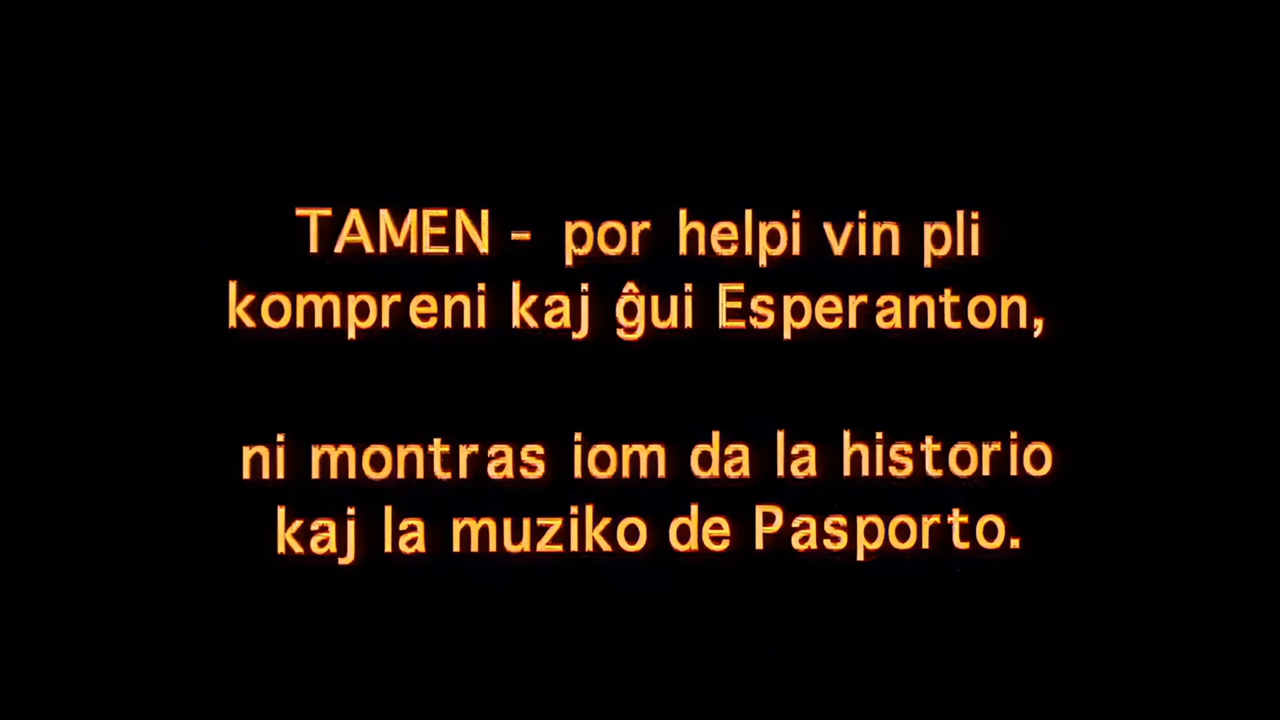 TAMEN - por helpi vin pli
kompreni kaj ĝui Esperanton,
ni montras iom da la historio
kaj la muziko de Pasporto.